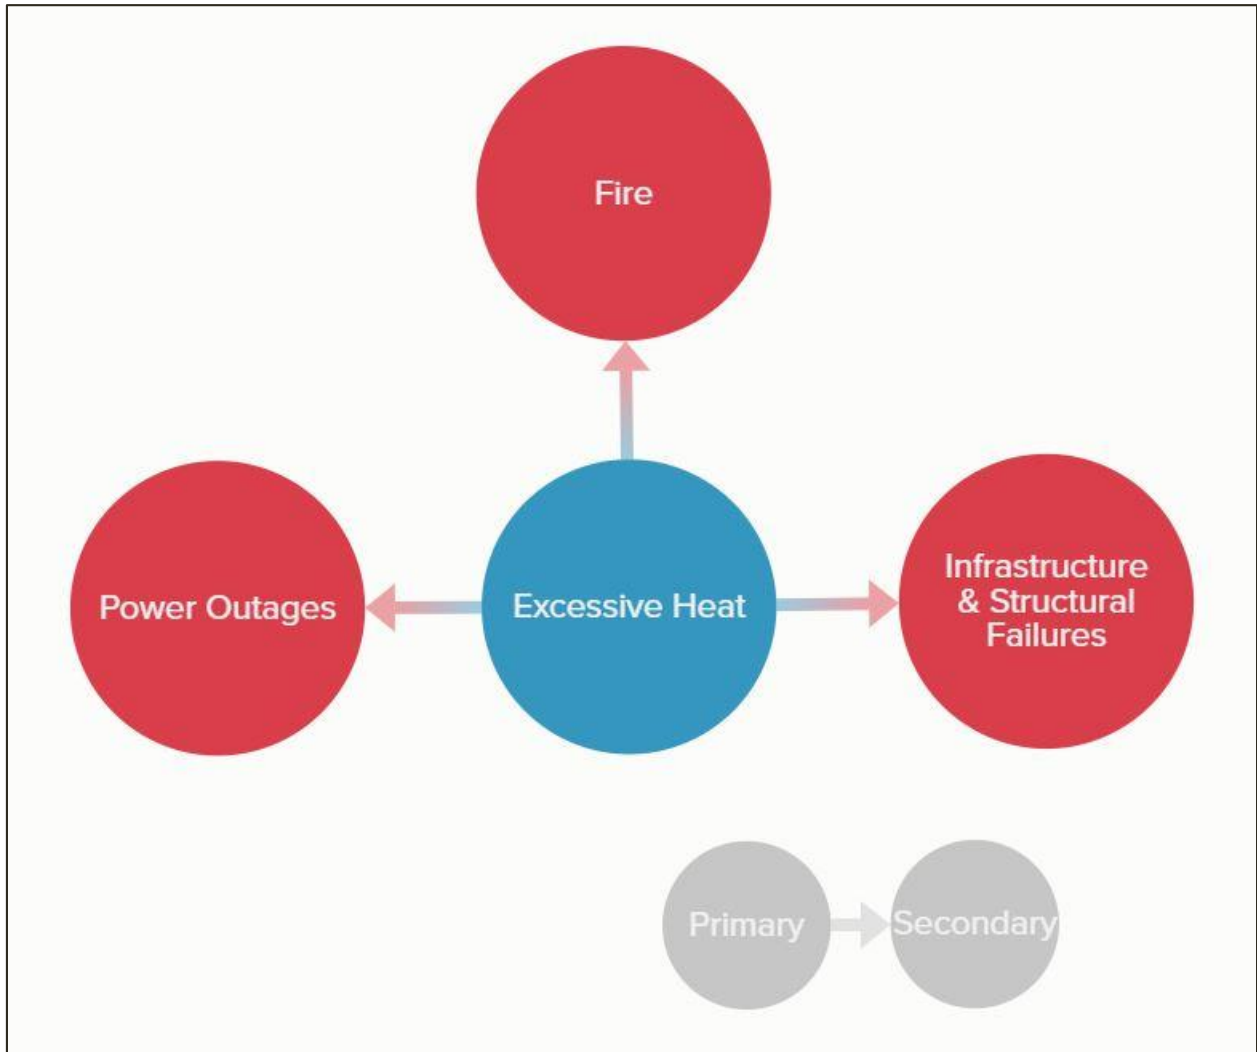 Fire
Power Outages
Excessive Heat
Infrastructure
& Structural
Failures
Primary
Secondary